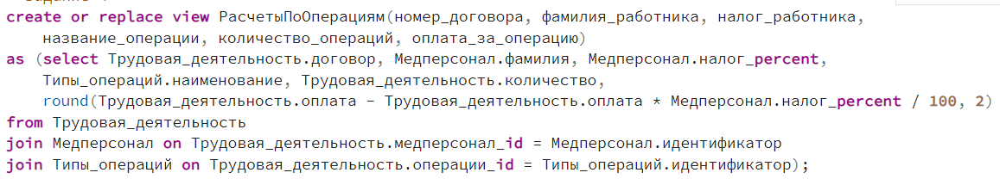 create or replace view РасчетыПоОперациям(номер_договора, фамилия_работника, налог_работника,
название_операции, количество_операций, оплата_за_операцию)
as (select Трудовая_деятельность.договор, Медперсонал.фамилия, Медперсонал.налог_percent,
Типы_операций.наименование, Трудовая_деятельность.количество,
round(Трудовая_деятельность.оплата - Трудовая_деятельность.оплата * Медперсонал.налог_percent / 100, 2)
from Трудовая_деятельность
join Медперсонал on Трудовая_деятельность.медперсонал_id = Медперсонал.идентификатор
join Типы_операций on Трудовая_деятельность.операции_id = Типы_операций.идентификатор);